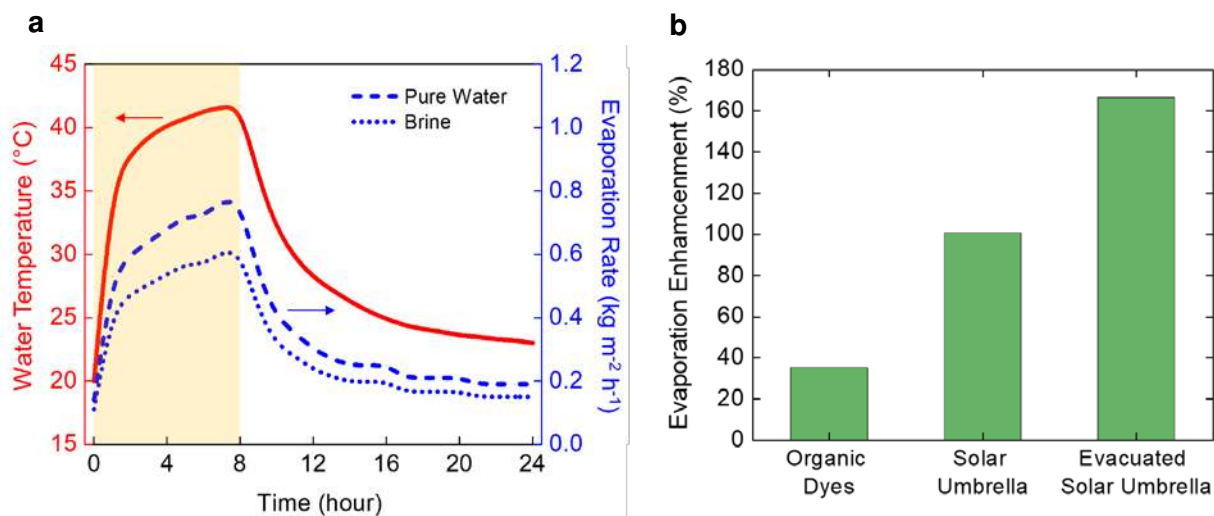 a
45
40
35
30
25
20
15
Water Temperature (°C)
Pure Water
Brine
1.2
1.0
0.8
0.6
0.4
0.2
0.0
Evaporation Rate (kg m⁻² h⁻¹)
0 4 8 12 16 20 24
Time (hour)
b
180
160
140
120
100
80
60
40
20
0
Evaporation Enhamcenment (%)
Organic
Dyes
Solar
Umbrella
Evacuated
Solar Umbrella